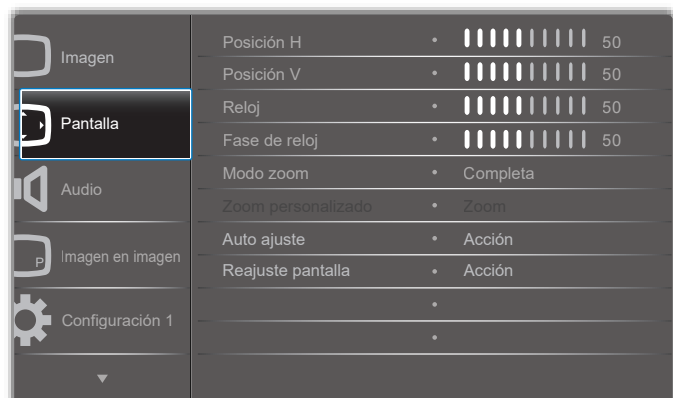 Imagen
Pantalla
Audio
P
Imagen en imagen
Configuración 1
Posición H • 50
Posición V • 50
Reloj • 50
Fase de reloj • 50
Modo zoom • Completa
Zoom personalizado • Zoom
Auto ajuste • Acción
Reajuste pantalla • Acción
•
•